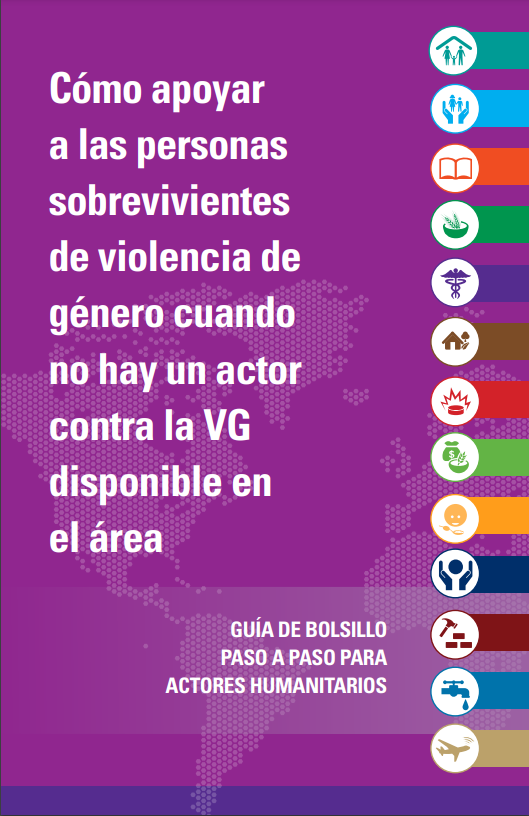 Cómo apoyar
a las personas
sobrevivientes
de violencia de
género cuando
no hay un actor
contra la VG
disponible en
el área
GUÍA DE BOLSILLO
PASO A PASO PARA
ACTORES HUMANITARIOS
$